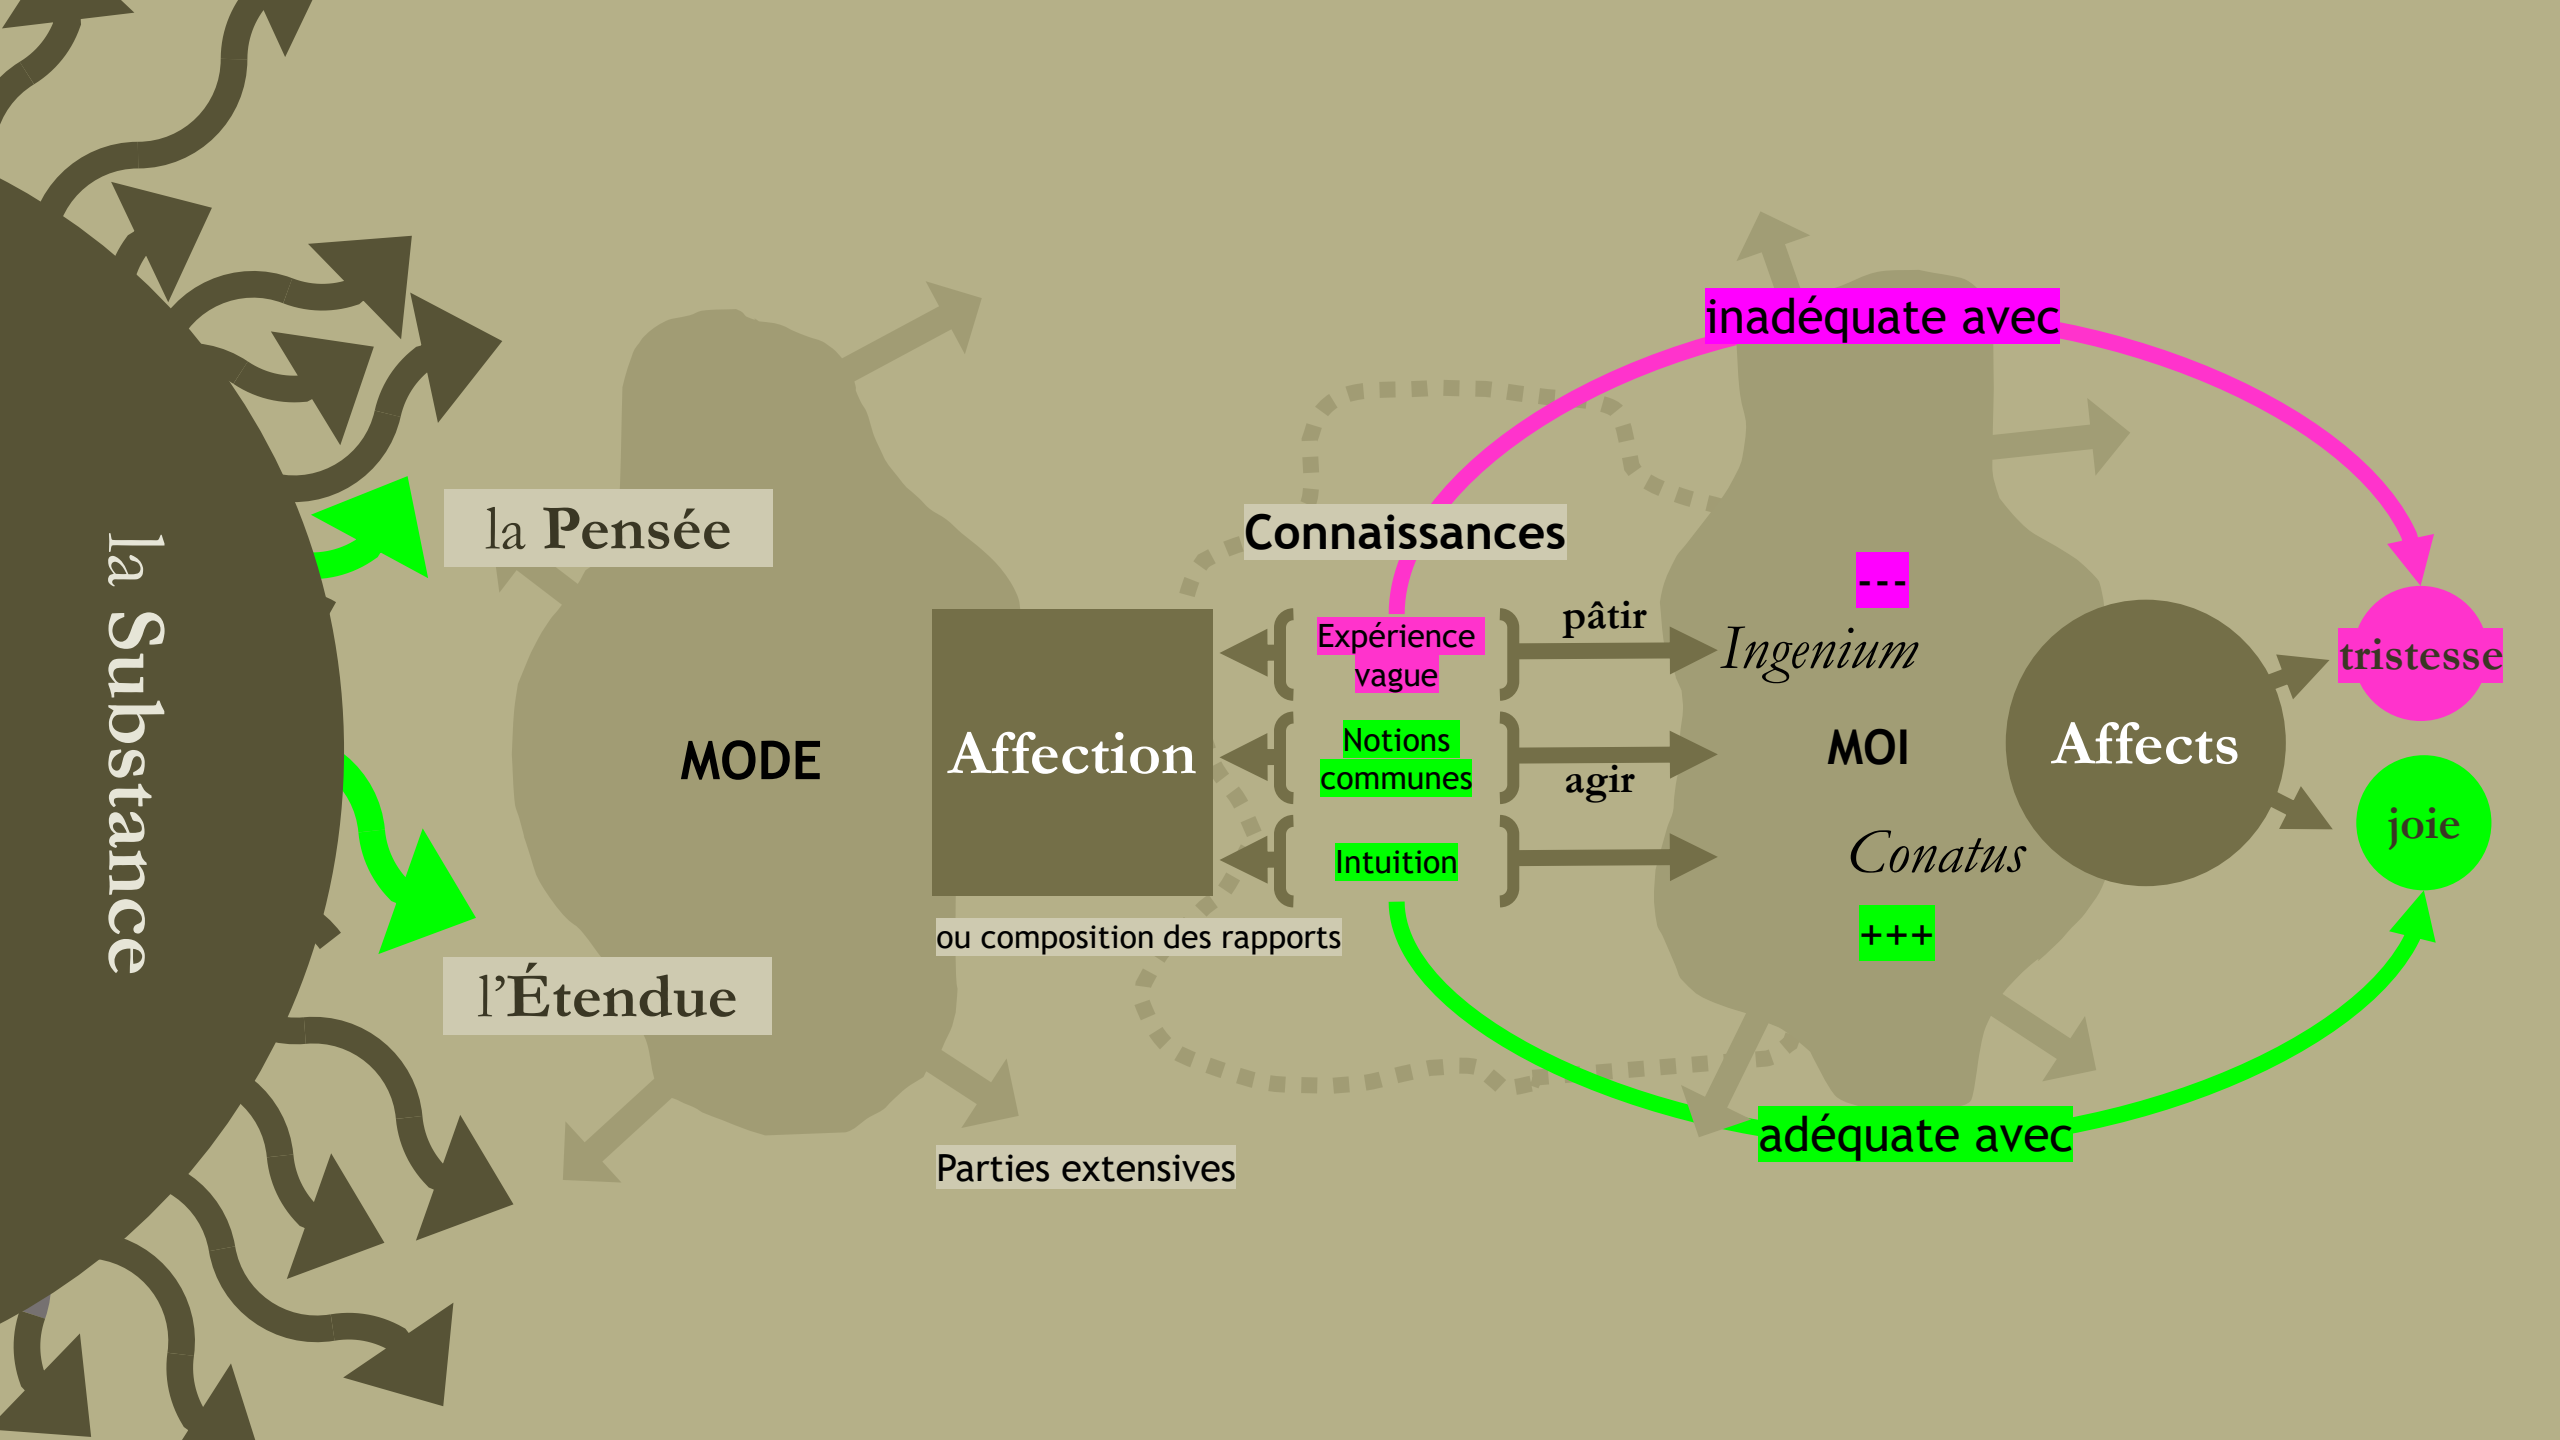 la Substance
la Pensée
l’Étendue
MODE
Affection
ou composition des rapports
Parties extensives
Connaissances
Expérience
vague
Notions
communes
Intuition
pâtir
agir
inadéquate avec
---
Ingenium
MOI
Conatus
+++
adéquate avec
Affects
tristesse
joie